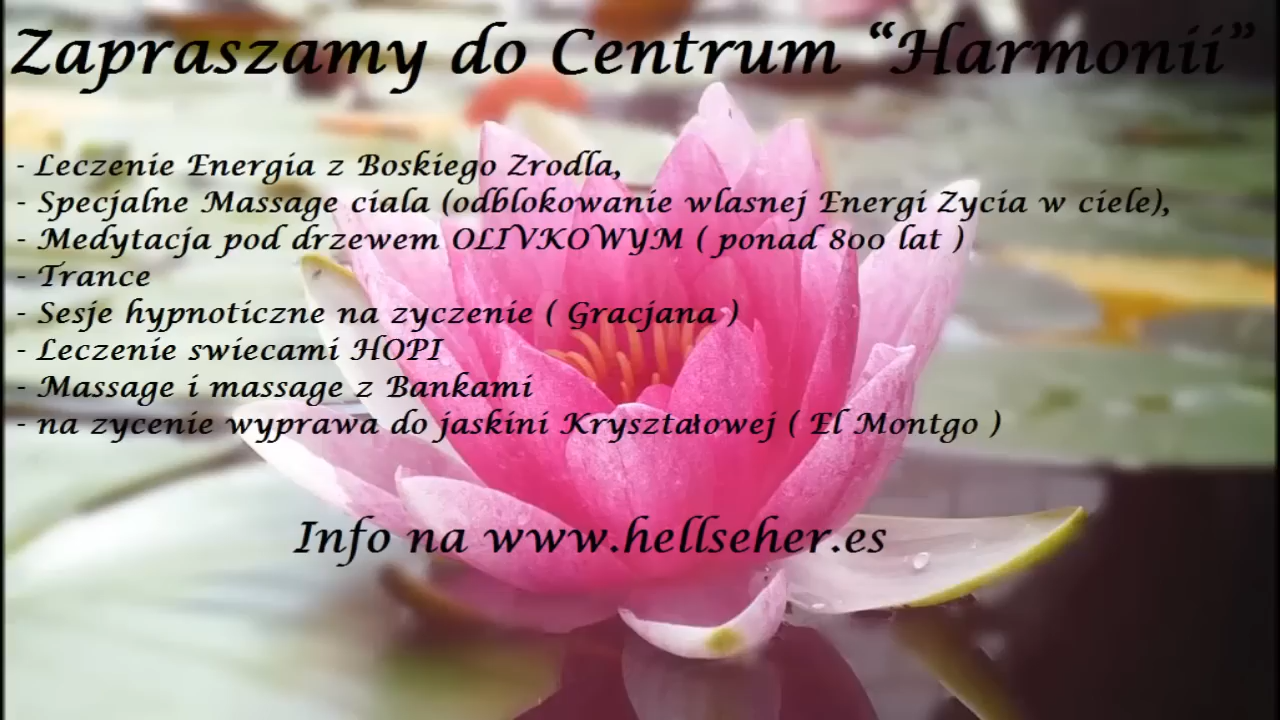 Zapraszamy do Centrum “Harmonii”
- Leczenie Energia z Boskiego Zrodla,
- Specjalne Massage ciala (odblokowanie wlasnej Energi Zycia w ciele),
- Medytacja pod drzewem OLIVKOWYM ( ponad 800 lat )
- Trance
- Sesje hypnoticzne na zyczenie ( Gracjana )
- Leczenie swiecami HOPI
- Massage i massage z Bankami
- na zycenie wyprawa do jaskini Kryształowej ( El Montgo )
Info na www.hellseher.es